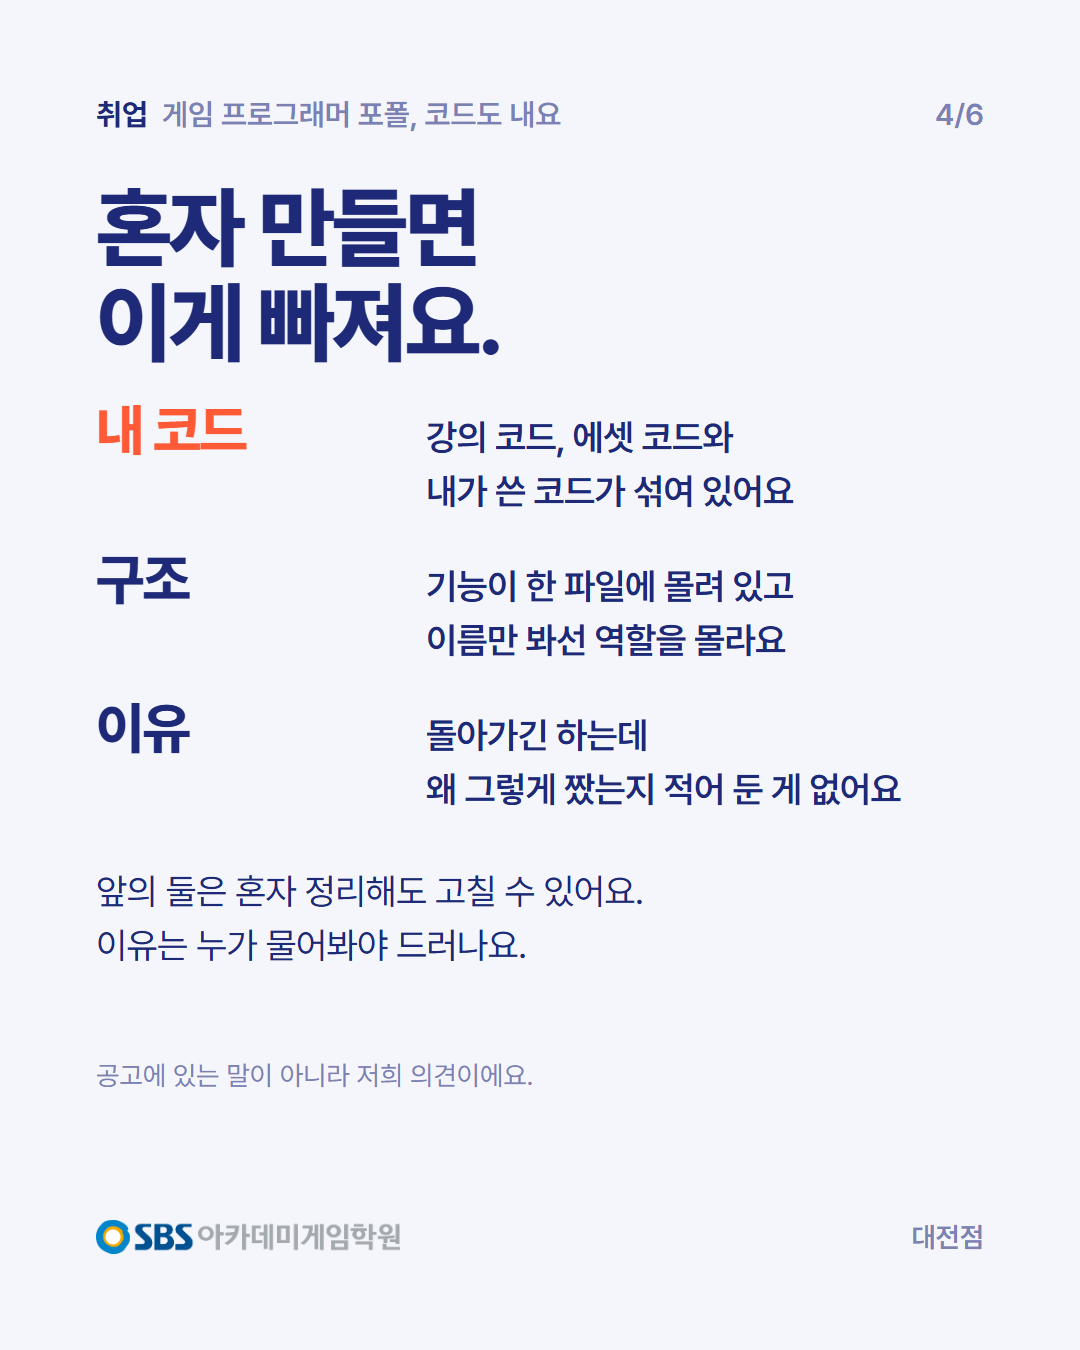 취업 게임 프로그래머 포폴, 코드도 내요 4/6
혼자 만들면
이게 빠져요.
내 코드
강의 코드, 에셋 코드와
내가 쓴 코드가 섞여 있어요
구조
기능이 한 파일에 몰려 있고
이름만 봐선 역할을 몰라요
이유
돌아가긴 하는데
왜 그렇게 짰는지 적어 둔 게 없어요
앞의 둘은 혼자 정리해도 고칠 수 있어요.
이유는 누가 물어봐야 드러나요.
공고에 있는 말이 아니라 저희 의견이에요.
SBS 아카데미게임학원 대전점